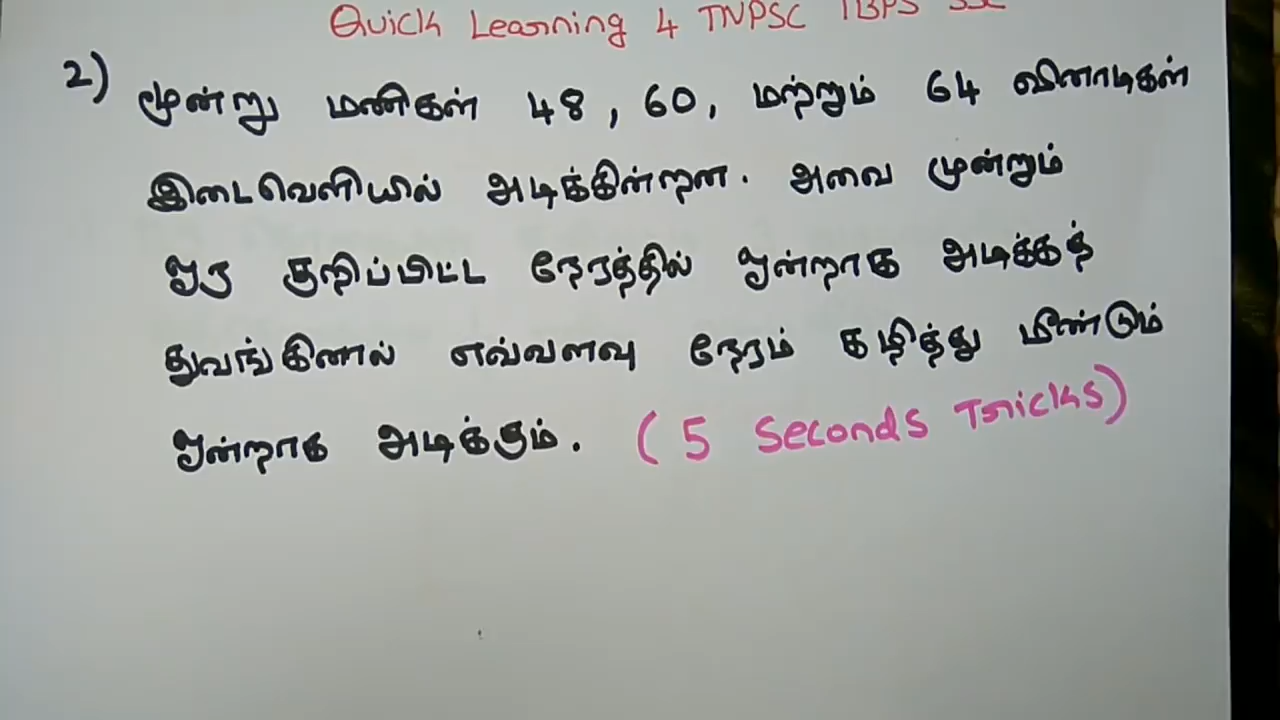 Quick Learning 4 TNPSC IBPS SSC
2) மூன்று மணிகள் 48, 60, மற்றும் 64 வினாடிகள்
இடைவெளியில் அடிக்கின்றன. அவை மூன்றும்
ஒரு குறிப்பிட்ட நேரத்தில் ஒன்றாக அடிக்கத்
துவங்கினால் எவ்வளவு நேரம் கழித்து மீண்டும்
ஒன்றாக அடிக்கும். (5 Seconds Tricks)